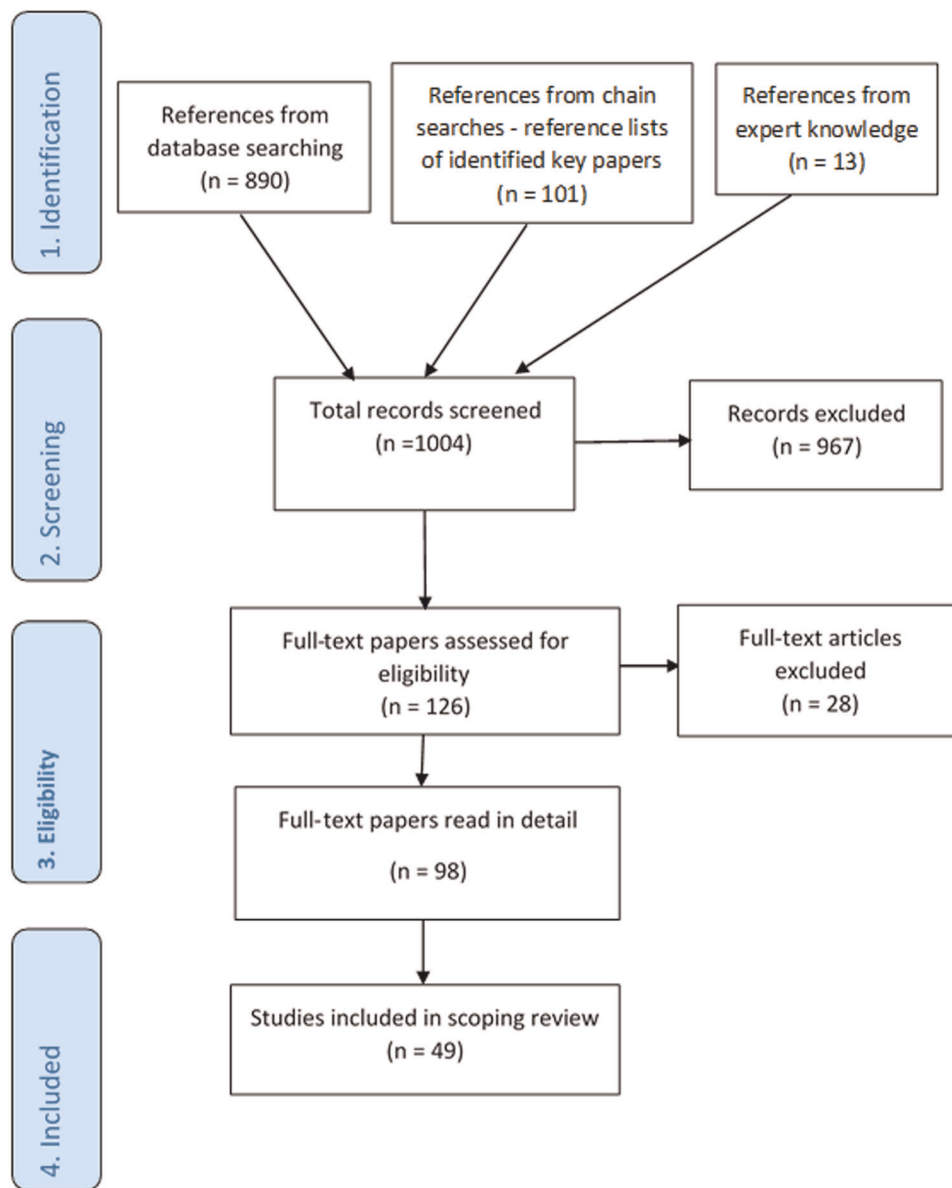 1. Identification
References from
database searching
(n = 890)
References from chain
searches - reference lists
of identified key papers
(n = 101)
References from
expert knowledge
(n = 13)
2. Screening
Total records screened
(n =1004)
Records excluded
(n = 967)
3. Eligibility
Full-text papers assessed for
eligibility
(n = 126)
Full-text articles
excluded
(n = 28)
Full-text papers read in detail
(n = 98)
4. Included
Studies included in scoping review
(n = 49)